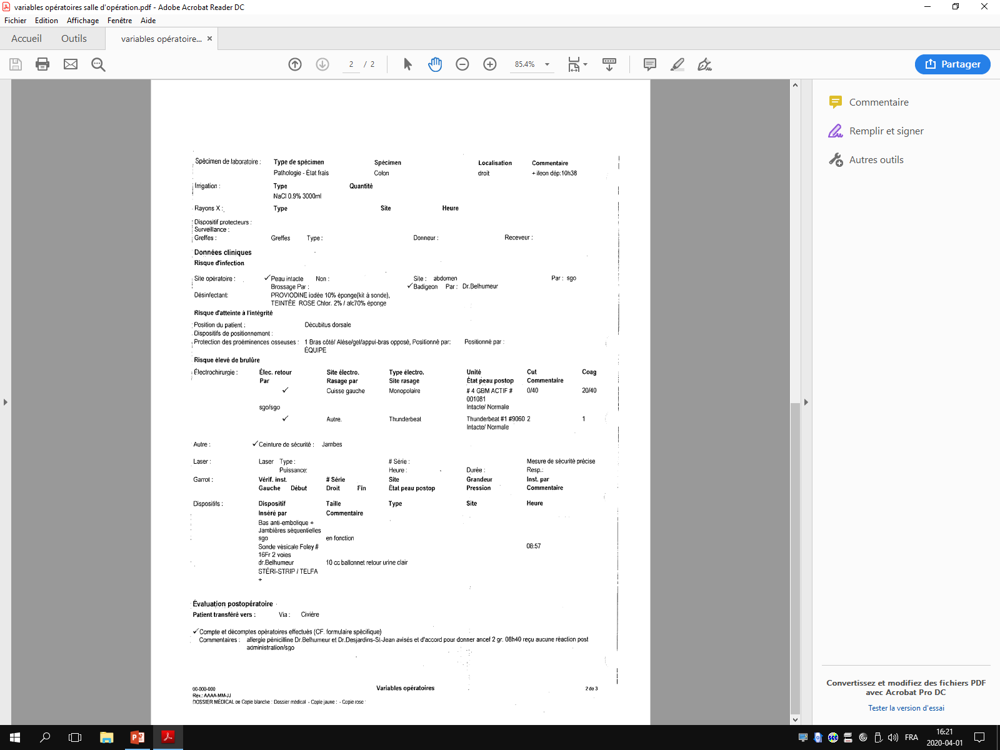 variables opératoires salle d'opération.pdf - Adobe Acrobat Reader DC
Fichier Edition Affichage Fenêtre Aide
Accueil Outils variables opératoire... ×
2 / 2 85.4% Partager
Commentaire
Remplir et signer
Autres outils
Spécimen de laboratoire : Type de spécimen Spécimen Localisation Commentaire
Pathologie - État frais Colon droit + ileon dép:10h38
Irrigation : Type Quantité
NaCl 0.9% 3000ml
Rayons X : Type Site Heure
Dispositif protecteurs :
Surveillance :
Greffes : Greffes Type : Donneur : Receveur :
Données cliniques
Risque d'infection
Site opératoire : ✓ Peau intacte Non : Site : abdomen Par : sgo
Brossage Par : ✓ Badigeon Par : Dr.Belhumeur
Désinfectant: PROVIODINE iodée 10% éponge(kit à sonde),
TEINTÉE ROSE Chlor. 2% / alc70% éponge
Risque d'atteinte à l'intégrité
Position du patient : Décubitus dorsale
Dispositifs de positionnement :
Protection des proéminences osseuses : 1 Bras côté/ Alèse/gel/appui-bras opposé, Positionné par: Positionné par :
ÉQUIPE
Risque élevé de brulûre
Électrochirurgie : Élec. retour Site électro. Type électro. Unité Cut Coag
Par Rasage par Site rasage État peau postop Commentaire
✓ Cuisse gauche Monopolaire # 4 GBM ACTIF # 0/40 20/40
001081
sgo/sgo Intacte/ Normale
✓ Autre. Thunderbeat Thunderbeat #1 #9060 2 1
Intacte/ Normale
Autre : ✓ Ceinture de sécurité : Jambes
Laser : Laser Type : # Série : Mesure de sécurité précise
Puissance: Heure : Durée : Resp.:
Garrot : Vérif. inst. # Série Site Grandeur Inst. par
Gauche Début Droit Fin État peau postop Pression Commentaire
Dispositifs : Dispositif Taille Type Site Heure
Inséré par Commentaire
Bas anti-embolique +
Jambières séquentielles
sgo en fonction
Sonde vésicale Foley # 08:57
16Fr 2 voies
dr.Belhumeur 10 cc ballonnet retour urine clair
STÉRI-STRIP / TELFA
+
Évaluation postopératoire
Patient transféré vers : Via : Civière
✓ Compte et décomptes opératoires effectués (CF. formulaire spécifique)
Commentaires : allergie pénicilline Dr.Belhumeur et Dr.Desjardins-St-Jean avisés et d'accord pour donner ancef 2 gr. 08h40 reçu aucune réaction post
administration/sgo
00-000-000 Variables opératoires 2 de 3
Rév.: AAAA-MM-JJ
DOSSIER MÉDICAL ou Copie blanche : Dossier médical - Copie jaune : - Copie rose :
Convertissez et modifiez des fichiers PDF
avec Acrobat Pro DC
Tester la version d'essai
FRA 16:21
2020-04-01